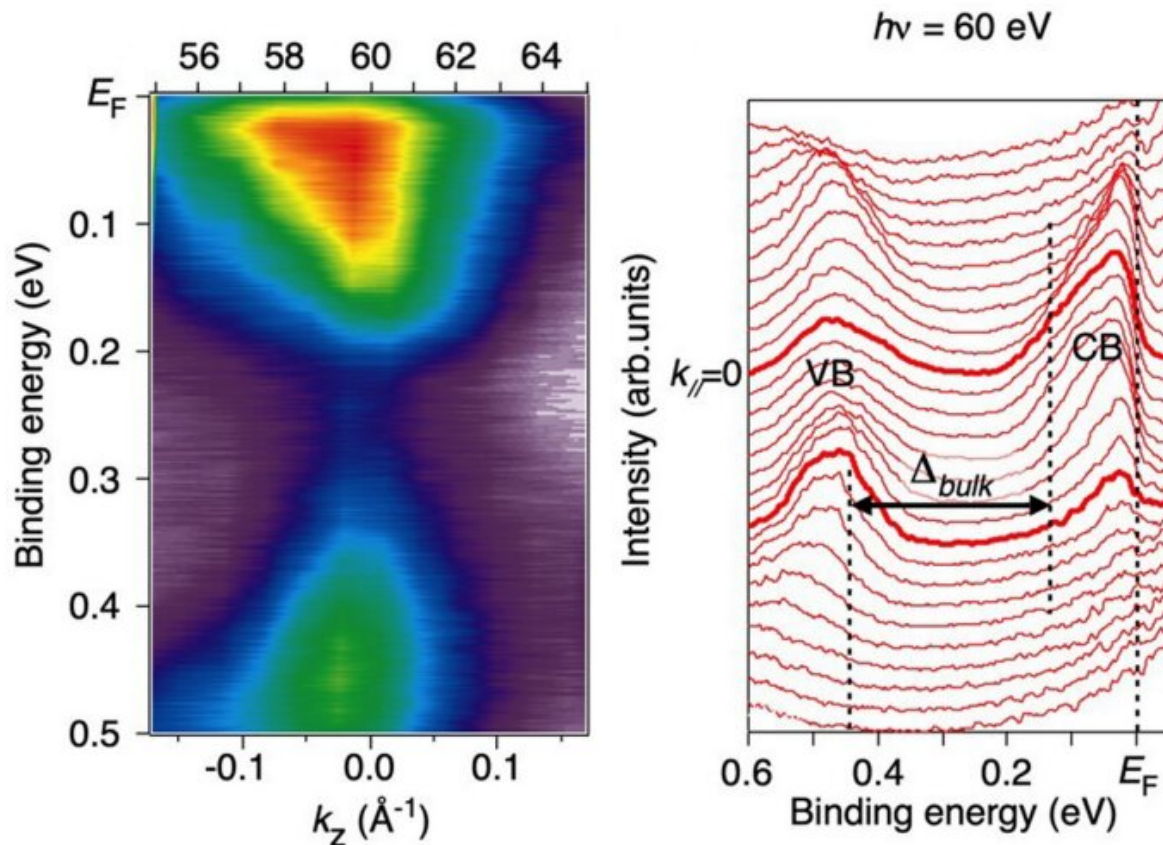 56 58 60 62 64
E_F
0.1
0.2
0.3
0.4
0.5
Binding energy (eV)
-0.1 0.0 0.1
k_z (Å⁻¹)
hν = 60 eV
Intensity (arb.units)
k_//=0
VB
CB
Δ_bulk
0.6 0.4 0.2 E_F
Binding energy (eV)